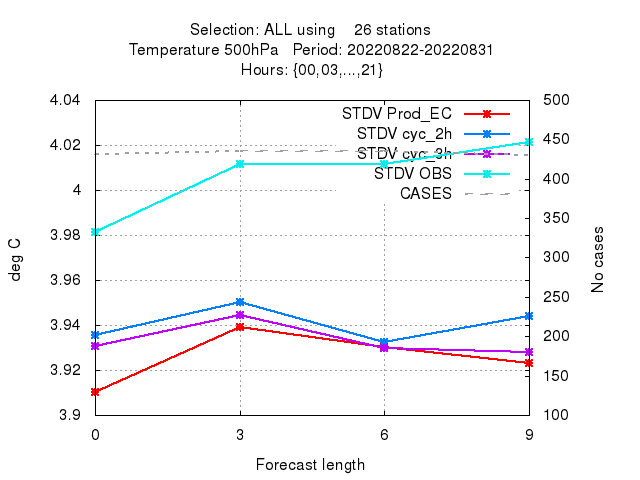 Selection: ALL using    26 stations
Temperature 500hPa   Period: 20220822-20220831
Hours: {00,03,...,21}
4.04
4.02
4
3.98
3.96
3.94
3.92
3.9
deg C
STDV Prod_EC
STDV cyc_2h
STDV cyc_3h
STDV OBS
CASES
500
450
400
350
300
250
200
150
100
No cases
0 3 6 9
Forecast length